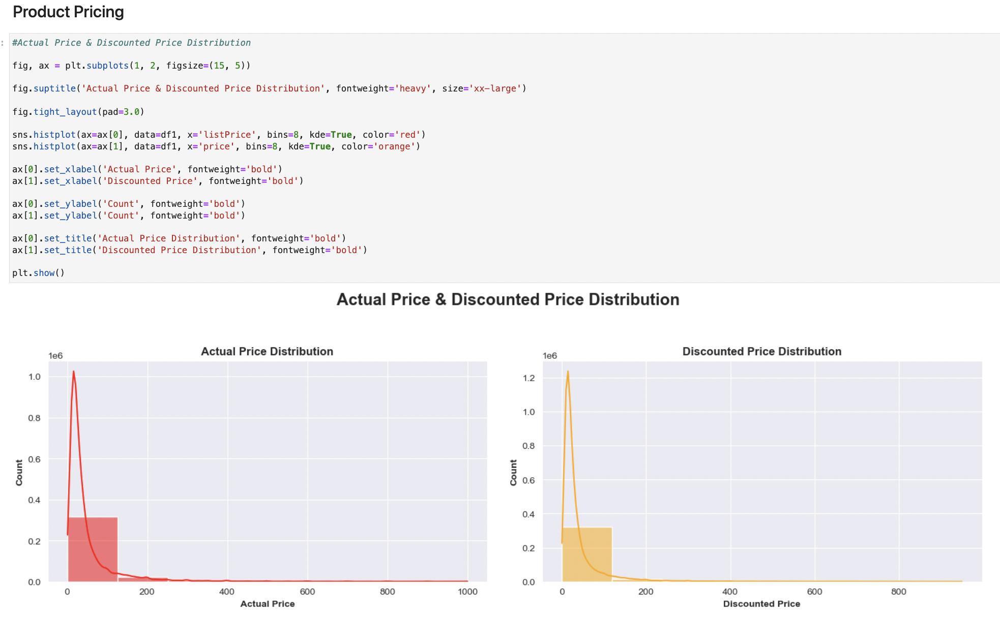 Product Pricing
:
#Actual Price & Discounted Price Distribution
fig, ax = plt.subplots(1, 2, figsize=(15, 5))
fig.suptitle('Actual Price & Discounted Price Distribution', fontweight='heavy', size='xx-large')
fig.tight_layout(pad=3.0)
sns.histplot(ax=ax[0], data=df1, x='listPrice', bins=8, kde=True, color='red')
sns.histplot(ax=ax[1], data=df1, x='price', bins=8, kde=True, color='orange')
ax[0].set_xlabel('Actual Price', fontweight='bold')
ax[1].set_xlabel('Discounted Price', fontweight='bold')
ax[0].set_ylabel('Count', fontweight='bold')
ax[1].set_ylabel('Count', fontweight='bold')
ax[0].set_title('Actual Price Distribution', fontweight='bold')
ax[1].set_title('Discounted Price Distribution', fontweight='bold')
plt.show()
Actual Price & Discounted Price Distribution
Actual Price Distribution
1e6
1.0
0.8
0.6
0.4
0.2
0.0
Count
0 200 400 600 800 1000
Actual Price
Discounted Price Distribution
1e6
1.2
1.0
0.8
0.6
0.4
0.2
0.0
Count
0 200 400 600 800
Discounted Price